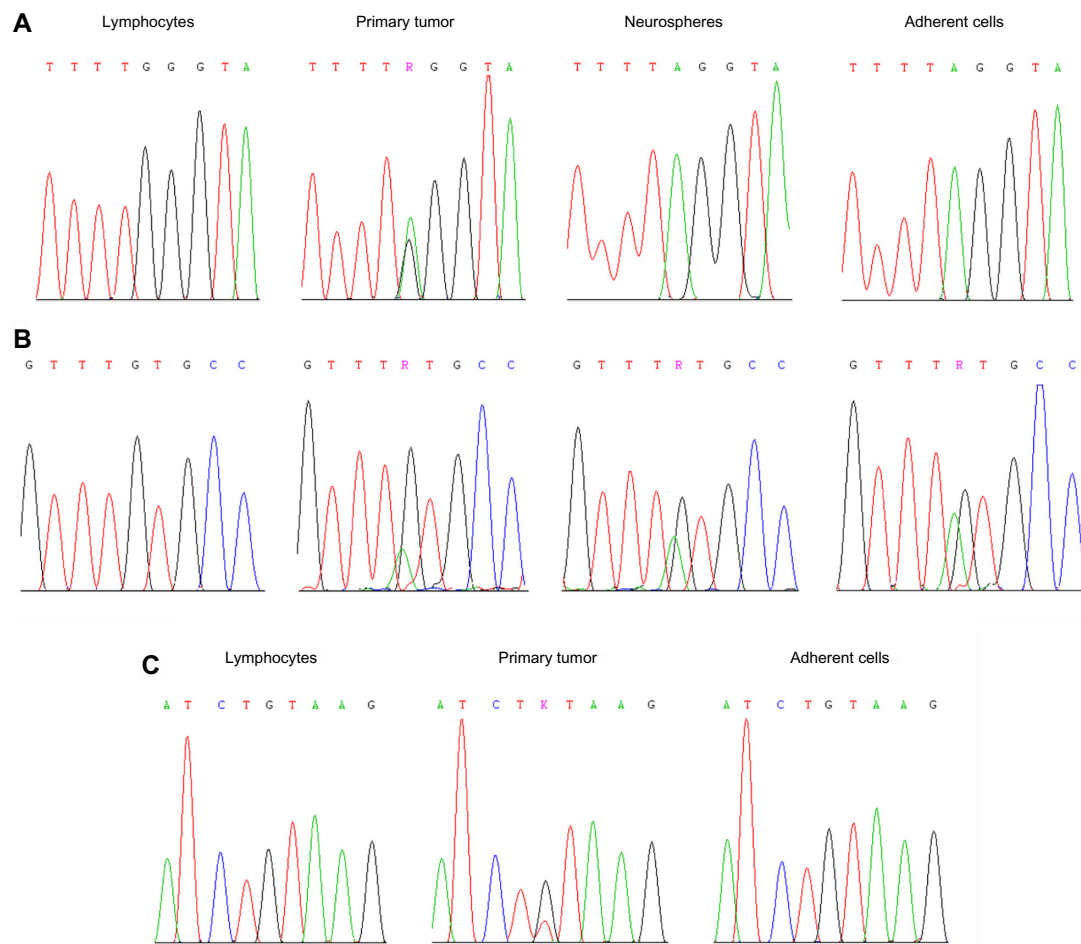 A
Lymphocytes Primary tumor Neurospheres Adherent cells
T T T T G G G T A T T T T R G G T A T T T T A G G T A T T T T A G G T A
B
G T T T G T G C C G T T T R T G C C G T T T R T G C C G T T T R T G C C
C
Lymphocytes Primary tumor Adherent cells
A T C T G T A A G A T C T K T A A G A T C T G T A A G